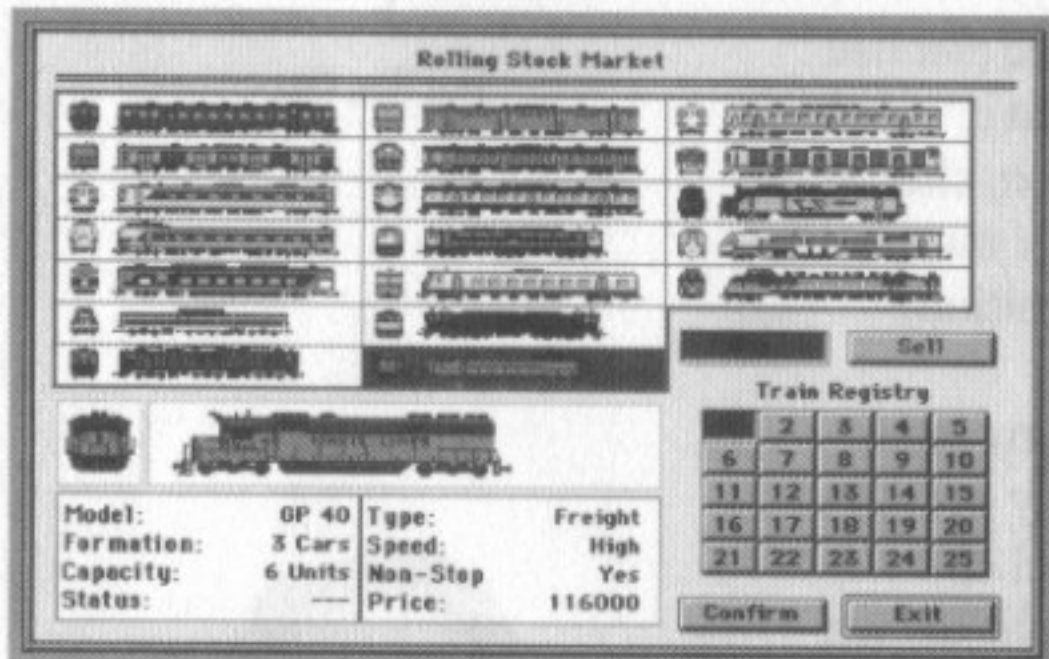 Rolling Stock Market
Sell
Train Registry
2 3 4 5
6 7 8 9 10
11 12 13 14 15
16 17 18 19 20
21 22 23 24 25
Model: GP 40
Formation: 3 Cars
Capacity: 6 Units
Status: ---
Type: Freight
Speed: High
Non-Stop Yes
Price: 116000
Confirm
Exit